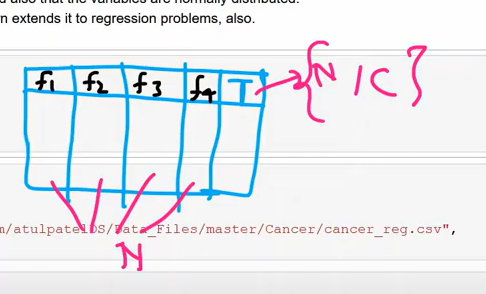 also that the variables are normally distributed.
n extends it to regression problems, also.
f1 f2 f3 f4 T {N / C}
m/atulpatelDS/Data_Files/master/Cancer/cancer_reg.csv",
N